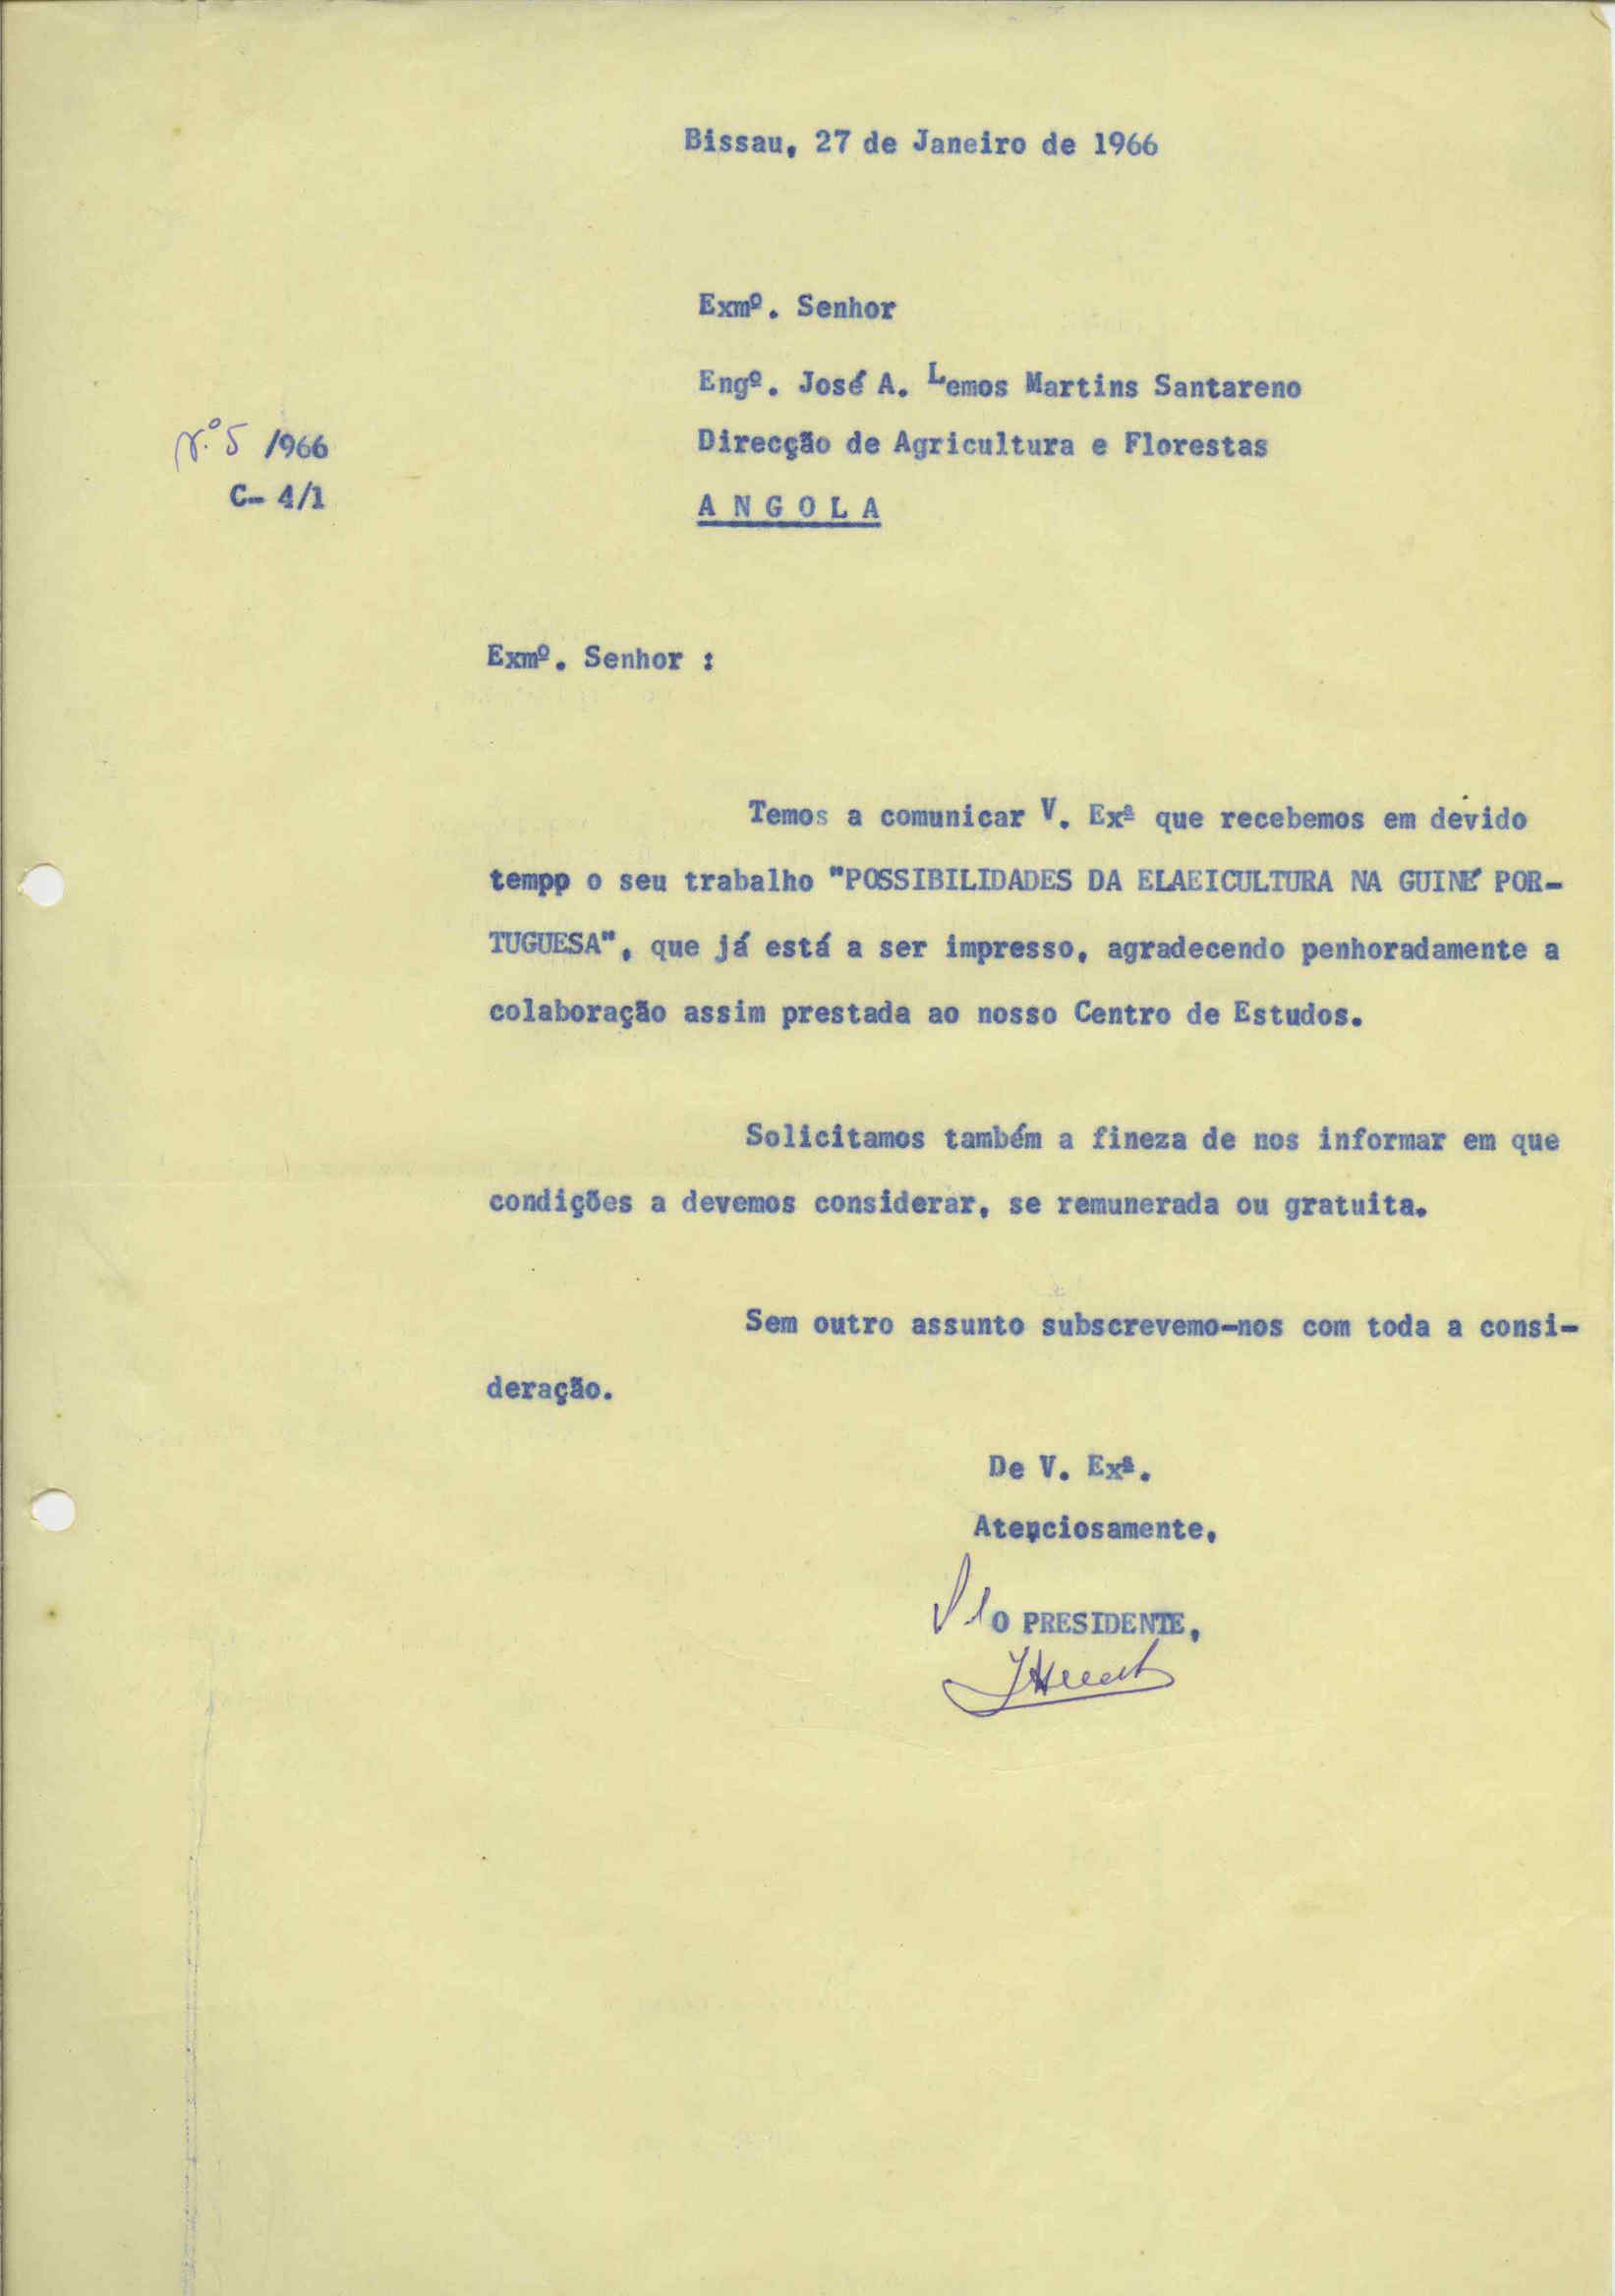 Bissau, 27 de Janeiro de 1966
Exmº. Senhor
Engº. José A. Lemos Martins Santareno
Direcção de Agricultura e Florestas
ANGOLA
N.º 5 /966
C- 4/1
Exmº. Senhor :
Temos a comunicar V. Exª que recebemos em devido
tempp o seu trabalho "POSSIBILIDADES DA ELAEICULTURA NA GUINÉ POR-
TUGUESA", que já está a ser impresso, agradecendo penhoradamente a
colaboração assim prestada ao nosso Centro de Estudos.
Solicitamos também a fineza de nos informar em que
condições a devemos considerar, se remunerada ou gratuita.
Sem outro assunto subscrevemo-nos com toda a consi-
deração.
De V. Exª.
Atenciosamente,
O PRESIDENTE,